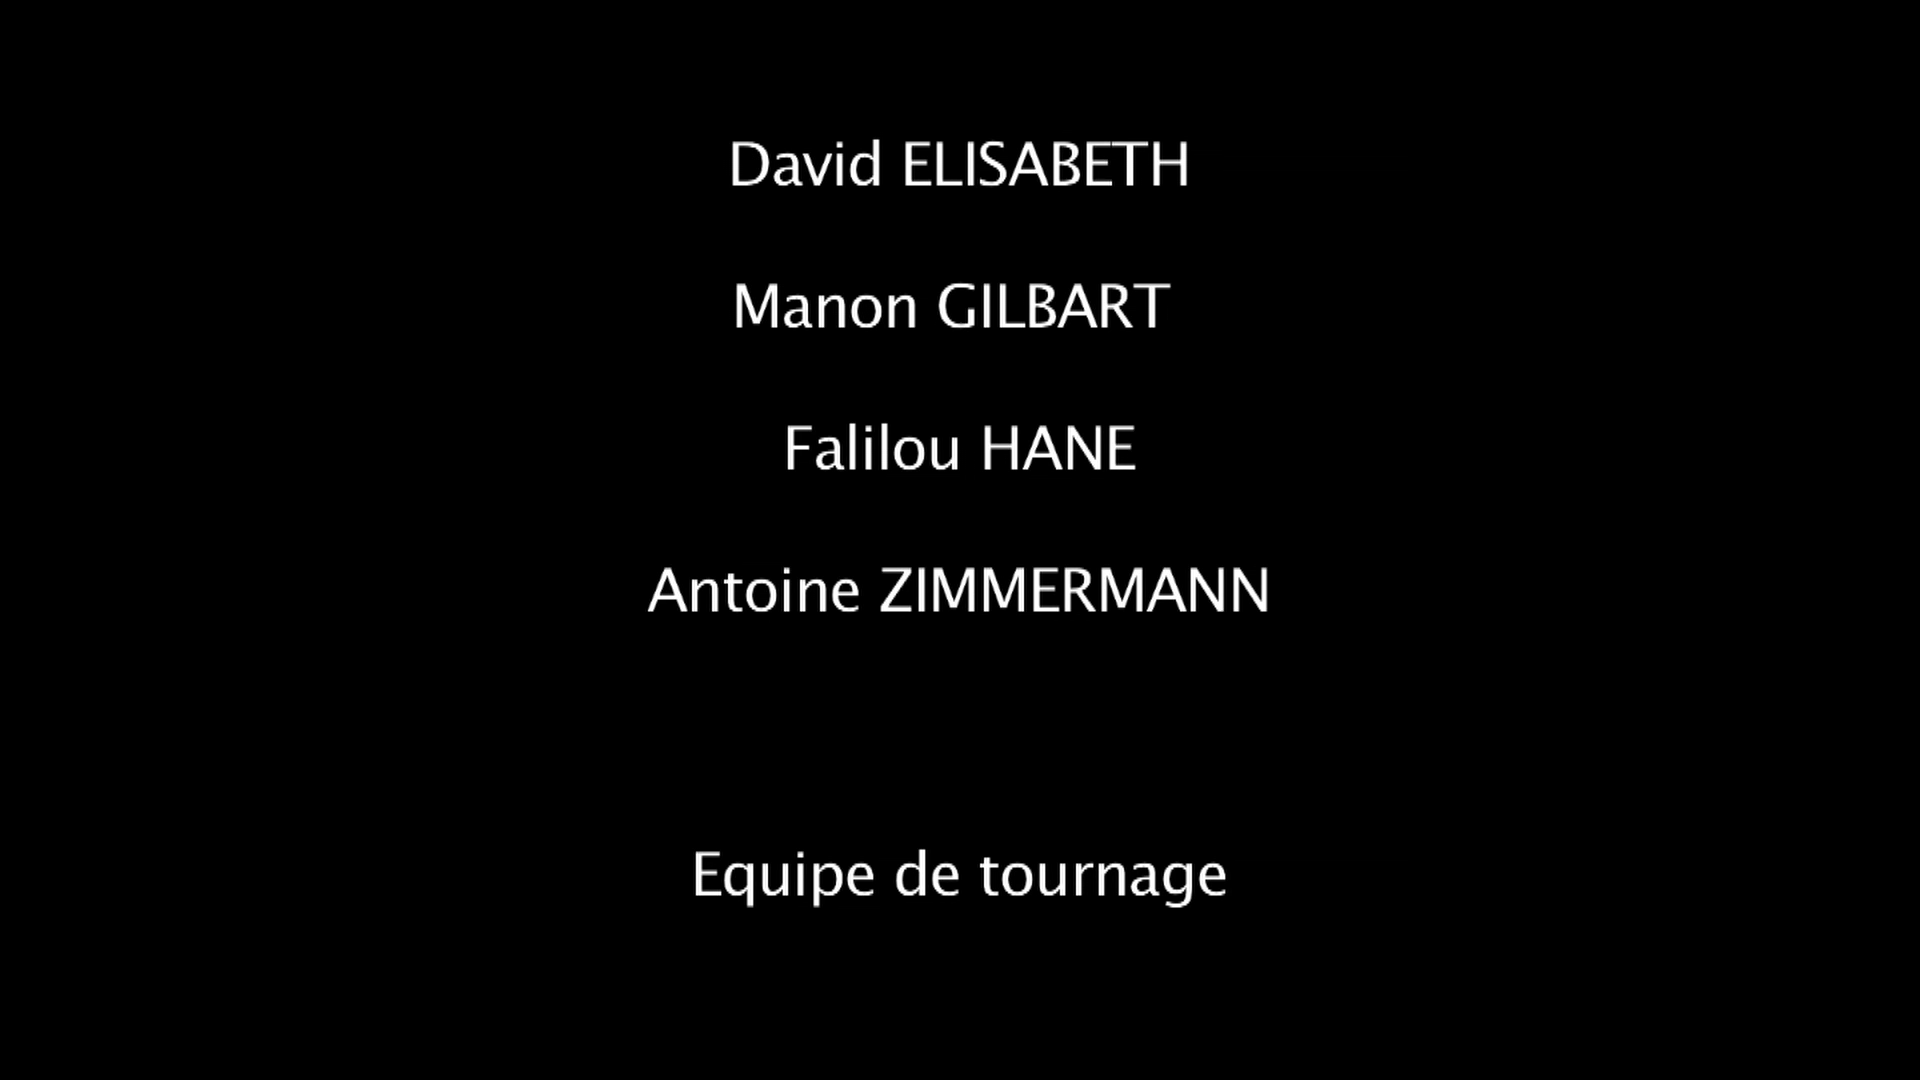 David ELISABETH
Manon GILBART
Falilou HANE
Antoine ZIMMERMANN
Equipe de tournage